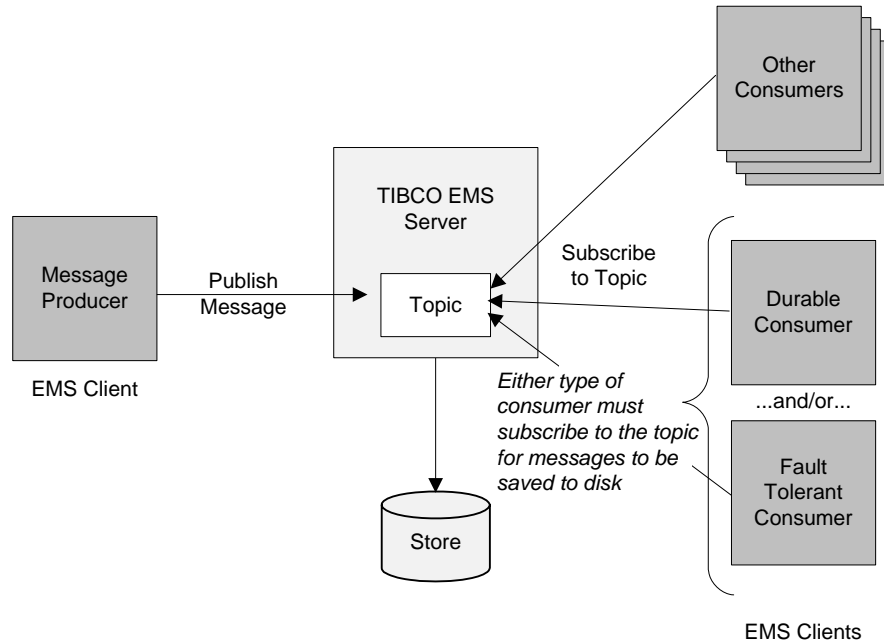 Message
Producer
EMS Client
Publish
Message
TIBCO EMS
Server
Topic
Store
Subscribe
to Topic
Either type of
consumer must
subscribe to the topic
for messages to be
saved to disk
Other
Consumers
Durable
Consumer
...and/or...
Fault
Tolerant
Consumer
EMS Clients